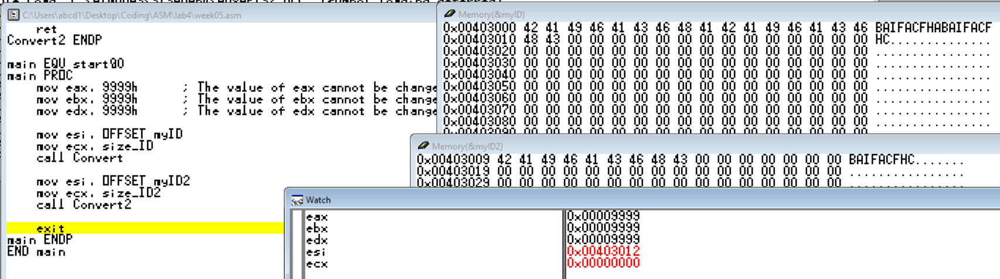 C:\Users\abcd1\Desktop\Coding\ASM\lab4\week05.asm
ret
Convert2 ENDP
main EQU start@0
main PROC
mov eax, 9999h ; The value of eax cannot be change
mov ebx, 9999h ; The value of ebx cannot be change
mov edx, 9999h ; The value of edx cannot be change
mov esi, OFFSET myID
mov ecx, size_ID
call Convert
mov esi, OFFSET myID2
mov ecx, size_ID2
call Convert2
exit
main ENDP
END main
Memory(&myID)
0x00403000 42 41 49 46 41 43 46 48 41 42 41 49 46 41 43 46 BAIFACFHABAIFACF
0x00403010 48 43 00 00 00 00 00 00 00 00 00 00 00 00 00 00 HC..............
0x00403020 00 00 00 00 00 00 00 00 00 00 00 00 00 00 00 00 ................
0x00403030 00 00 00 00 00 00 00 00 00 00 00 00 00 00 00 00 ................
0x00403040 00 00 00 00 00 00 00 00 00 00 00 00 00 00 00 00 ................
0x00403050 00 00 00 00 00 00 00 00 00 00 00 00 00 00 00 00 ................
0x00403060 00 00 00 00 00 00 00 00 00 00 00 00 00 00 00 00 ................
0x00403070 00 00 00 00 00 00 00 00 00 00 00 00 00 00 00 00 ................
0x00403080 00 00 00 00 00 00 00 00 00 00 00 00 00 00 00 00 ................
Memory(&myID2)
0x00403009 42 41 49 46 41 43 46 48 43 00 00 00 00 00 00 00 BAIFACFHC.......
0x00403019 00 00 00 00 00 00 00 00 00 00 00 00 00 00 00 00 ................
0x00403029 00 00 00 00 00 00 00 00 00 00 00 00 00 00 00 00 ................
Watch
eax 0x00009999
ebx 0x00009999
edx 0x00009999
esi 0x00403012
ecx 0x00000000